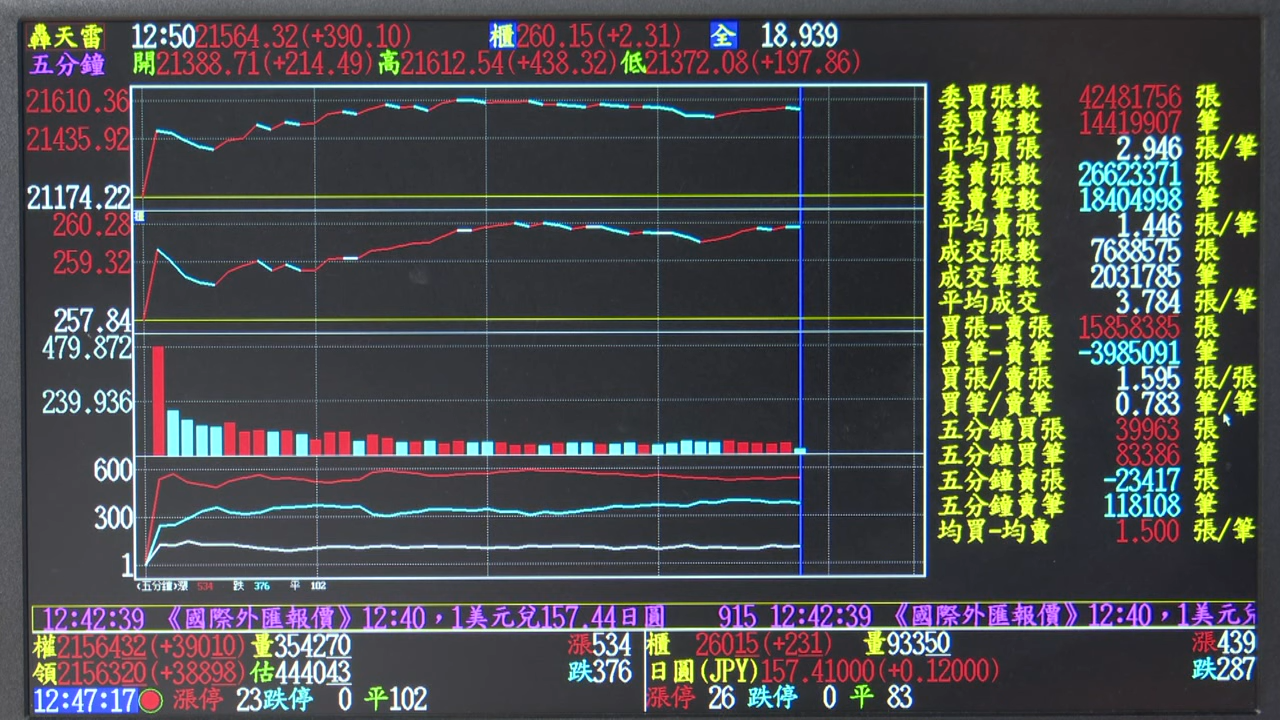 轟天雷 12:50 21564.32(+390.10) 櫃260.15(+2.31) 全 18.939
五分鐘 開21388.71(+214.49)高21612.54(+438.32)低21372.08(+197.86)
21610.36
21435.92
21174.22
櫃
260.28
259.32
257.84
479.872
239.936
600
300
1
(五分鐘)漲 534 跌 376 平 102
委買張數 42481756 張
委買筆數 14419907 筆
平均買張 2.946 張/筆
委賣張數 26623371 張
委賣筆數 18404998 筆
平均賣張 1.446 張/筆
成交張數 7688575 張
成交筆數 2031785 筆
平均成交 3.784 張/筆
買張-賣張 15858385 張
買筆-賣筆 -3985091 筆
買張/賣張 1.595 張/張
買筆/賣筆 0.783 筆/筆
五分鐘買張 39963 張
五分鐘買筆 83386 筆
五分鐘賣張 -23417 張
五分鐘賣筆 118108 筆
均買-均賣 1.500 張/筆
12:42:39 《國際外匯報價》12:40，1美元兌157.44日圓 915 12:42:39 《國際外匯報價》12:40，1美元
權2156432(+39010) 量354270 漲534 櫃 26015(+231) 量93350 漲439
領2156320(+38898) 估444043 跌376 日圓(JPY)157.41000(+0.12000) 跌287
12:47:17 漲停 23跌停 0 平102 漲停 26 跌停 0 平 83